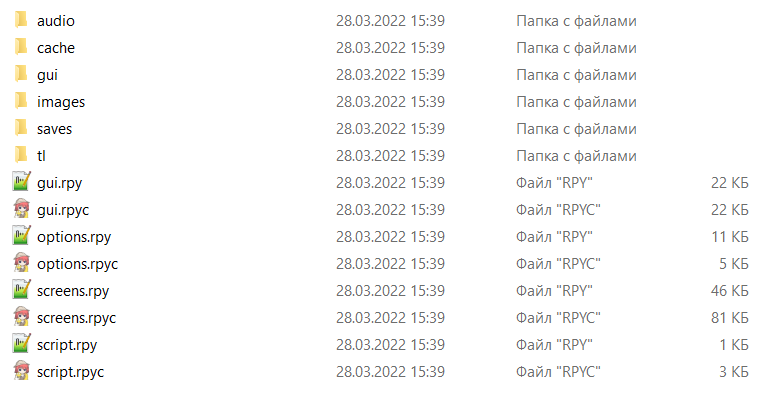 audio 28.03.2022 15:39 Папка с файлами
cache 28.03.2022 15:39 Папка с файлами
gui 28.03.2022 15:39 Папка с файлами
images 28.03.2022 15:39 Папка с файлами
saves 28.03.2022 15:39 Папка с файлами
tl 28.03.2022 15:39 Папка с файлами
gui.rpy 28.03.2022 15:39 Файл "RPY" 22 КБ
gui.rpyc 28.03.2022 15:39 Файл "RPYC" 22 КБ
options.rpy 28.03.2022 15:39 Файл "RPY" 11 КБ
options.rpyc 28.03.2022 15:39 Файл "RPYC" 5 КБ
screens.rpy 28.03.2022 15:39 Файл "RPY" 46 КБ
screens.rpyc 28.03.2022 15:39 Файл "RPYC" 81 КБ
script.rpy 28.03.2022 15:39 Файл "RPY" 1 КБ
script.rpyc 28.03.2022 15:39 Файл "RPYC" 3 КБ